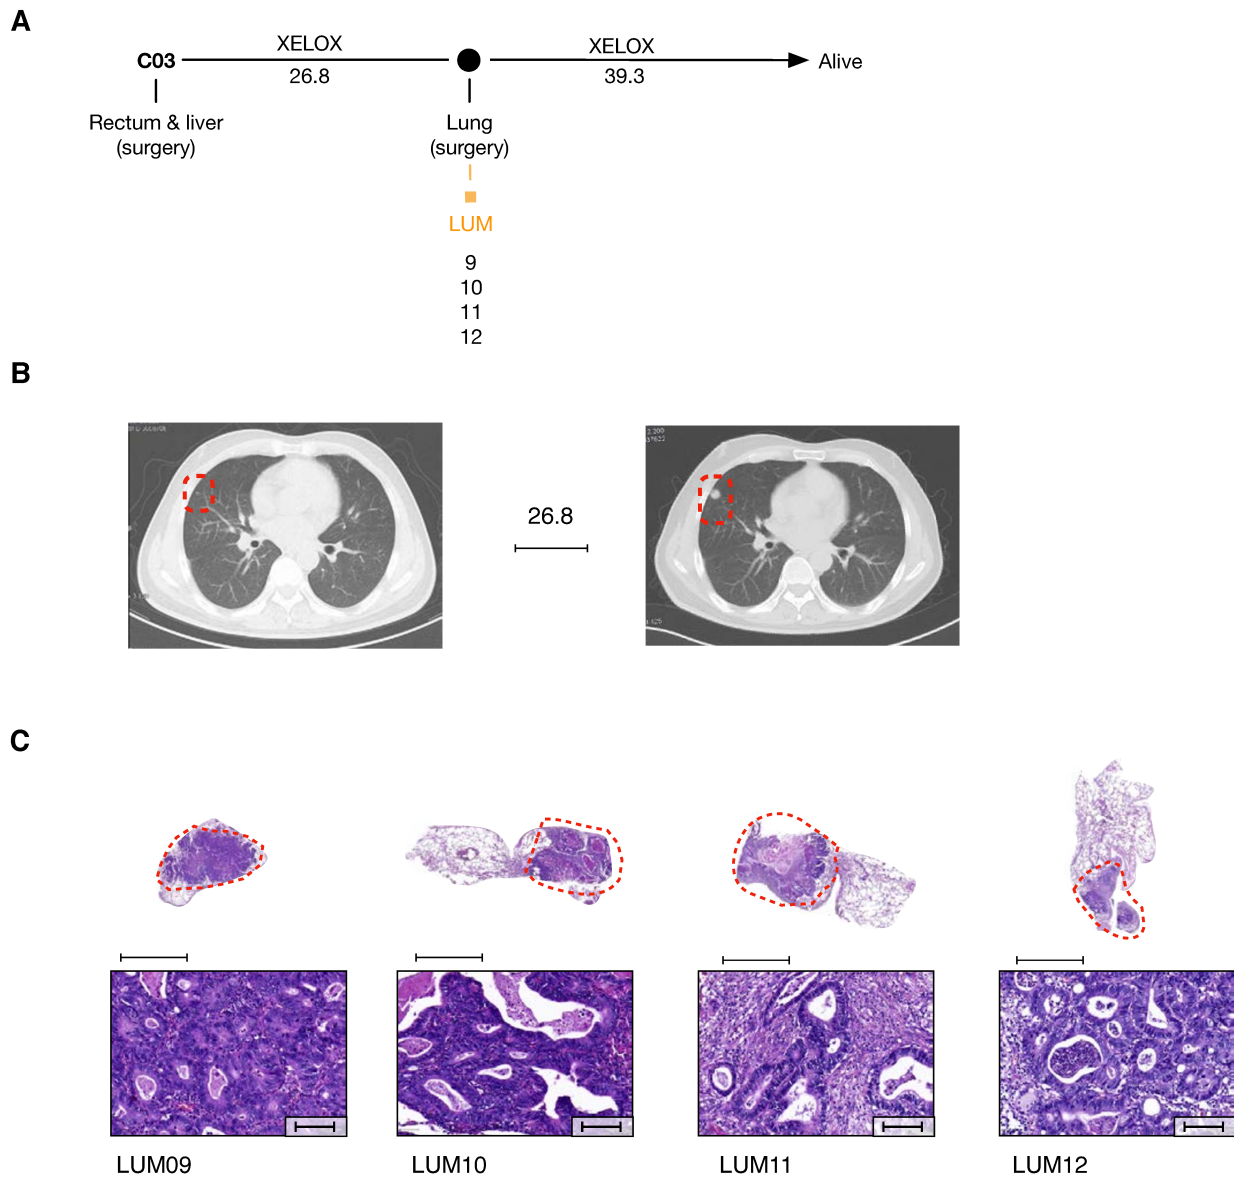 A
C03
XELOX
XELOX
Alive
26.8
39.3
Rectum & liver
(surgery)
Lung
(surgery)
LUM
9
10
11
12
B
26.8
C
LUM09
LUM10
LUM11
LUM12